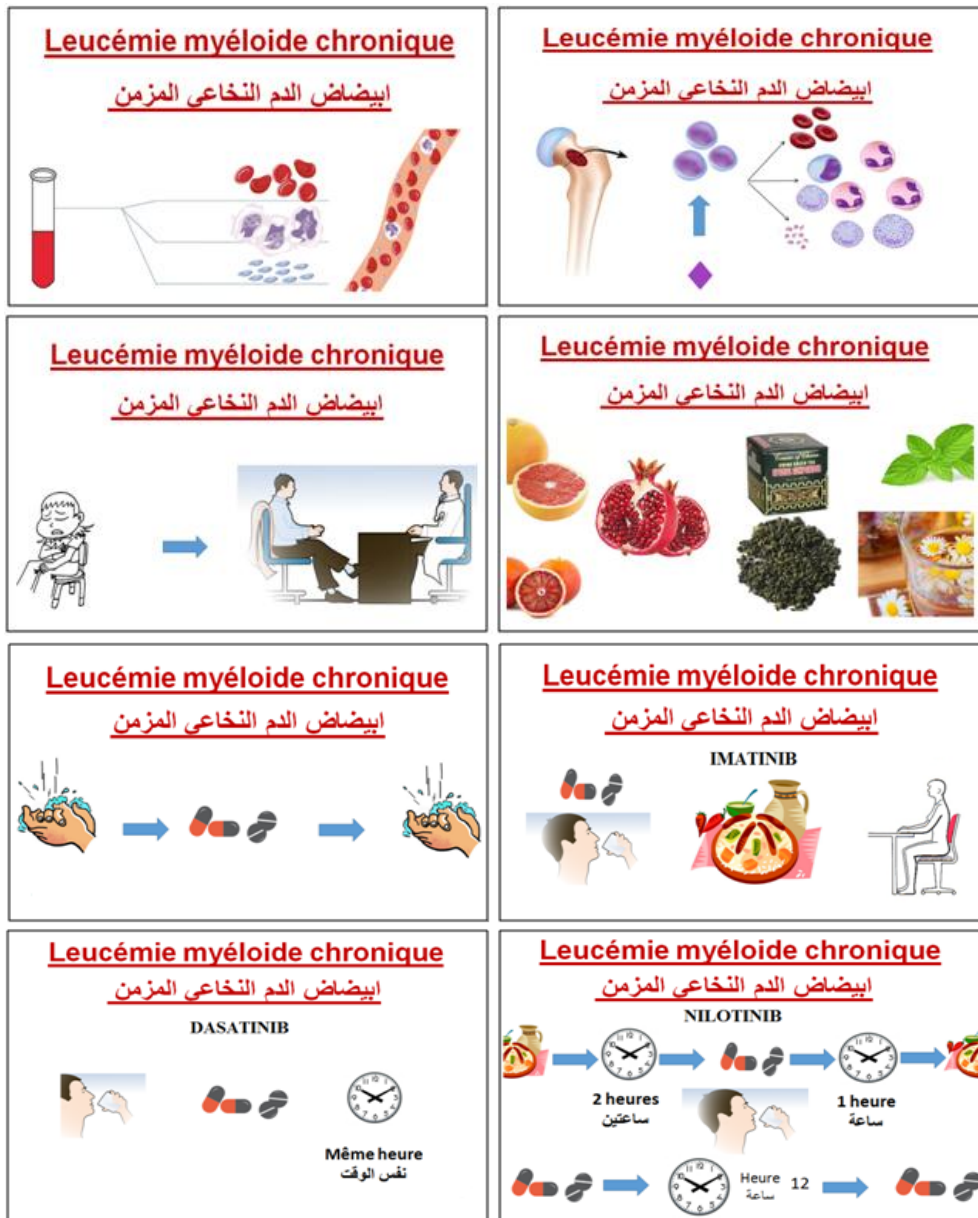 Leucémie myéloide chronique
ابيضاض الدم النخاعي المزمن
Leucémie myéloide chronique
ابيضاض الدم النخاعي المزمن
Leucémie myéloide chronique
ابيضاض الدم النخاعي المزمن
Leucémie myéloide chronique
ابيضاض الدم النخاعي المزمن
Leucémie myéloide chronique
ابيضاض الدم النخاعي المزمن
Leucémie myéloide chronique
ابيضاض الدم النخاعي المزمن
IMATINIB
Leucémie myéloide chronique
ابيضاض الدم النخاعي المزمن
DASATINIB
Même heure
نفس الوقت
Leucémie myéloide chronique
ابيضاض الدم النخاعي المزمن
NILOTINIB
2 heures
ساعتين
1 heure
ساعة
Heure 12
ساعة